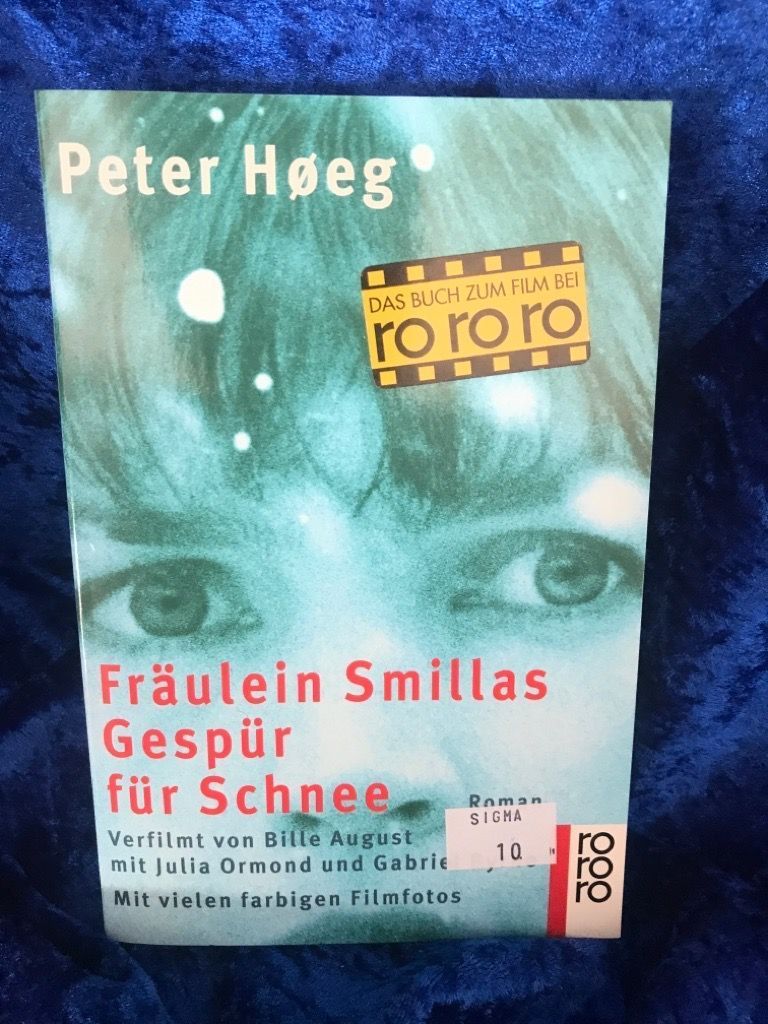 Peter Høeg
DAS BUCH ZUM FILM BEI
ro ro ro
Fräulein Smillas
Gespür
für Schnee
Roman
SIGMA
10
Verfilmt von Bille August
mit Julia Ormond und Gabriel
Mit vielen farbigen Filmfotos
ro
ro
ro